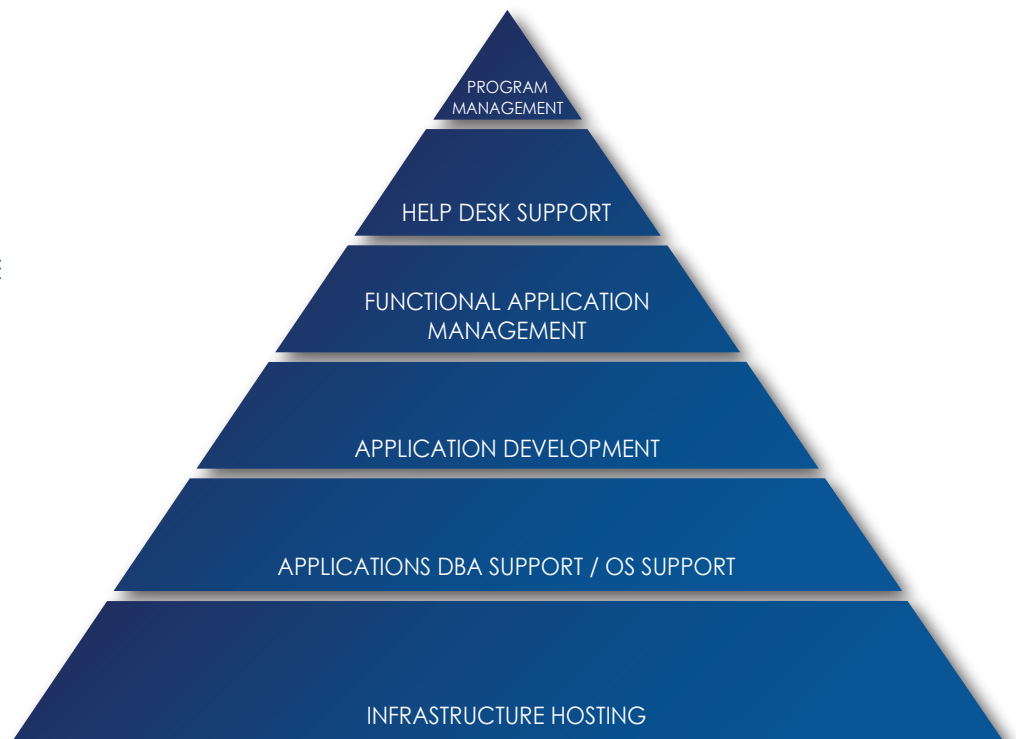 PROGRAM
MANAGEMENT
HELP DESK SUPPORT
FUNCTIONAL APPLICATION
MANAGEMENT
APPLICATION DEVELOPMENT
APPLICATIONS DBA SUPPORT / OS SUPPORT
INFRASTRUCTURE HOSTING